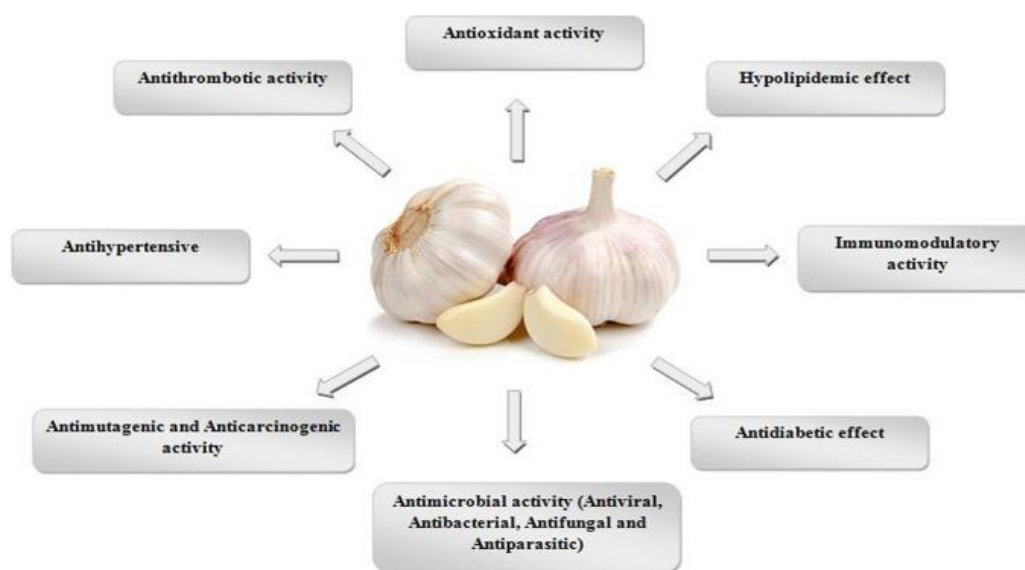 Antioxidant activity
Antithrombotic activity
Hypolipidemic effect
Antihypertensive
Immunomodulatory
activity
Antimutagenic and Anticarcinogenic
activity
Antidiabetic effect
Antimicrobial activity (Antiviral,
Antibacterial, Antifungal and
Antiparasitic)